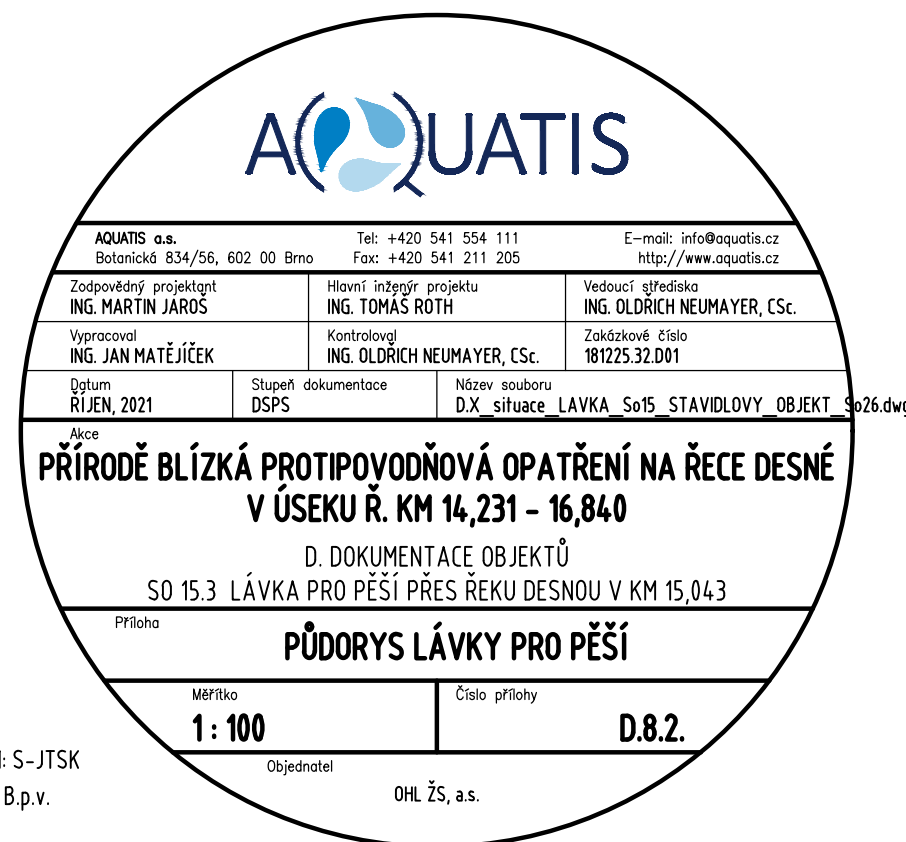 AQUATIS
AQUATIS a.s. Tel: +420 541 554 111 E-mail: info@aquatis.cz
Botanická 834/56, 602 00 Brno Fax: +420 541 211 205 http://www.aquatis.cz
Zodpovědný projektant Hlavní inženýr projektu Vedoucí střediska
ING. MARTIN JAROŠ ING. TOMÁŠ ROTH ING. OLDŘICH NEUMAYER, CSc.
Vypracoval Kontroloval Zakázkové číslo
ING. JAN MATĚJÍČEK ING. OLDŘICH NEUMAYER, CSc. 181225.32.D01
Datum Stupeň dokumentace Název souboru
ŘÍJEN, 2021 DSPS D.X_situace_LAVKA_So15_STAVIDLOVY_OBJEKT_So26.dwg
Akce
PŘÍRODĚ BLÍZKÁ PROTIPOVODŇOVÁ OPATŘENÍ NA ŘECE DESNÉ
V ÚSEKU Ř. KM 14,231 - 16,840
D. DOKUMENTACE OBJEKTŮ
SO 15.3 LÁVKA PRO PĚŠÍ PŘES ŘEKU DESNOU V KM 15,043
Příloha
PŮDORYS LÁVKY PRO PĚŠÍ
Měřítko Číslo přílohy
1 : 100 D.8.2.
: S-JTSK
B.p.v.
Objednatel
OHL ŽS, a.s.